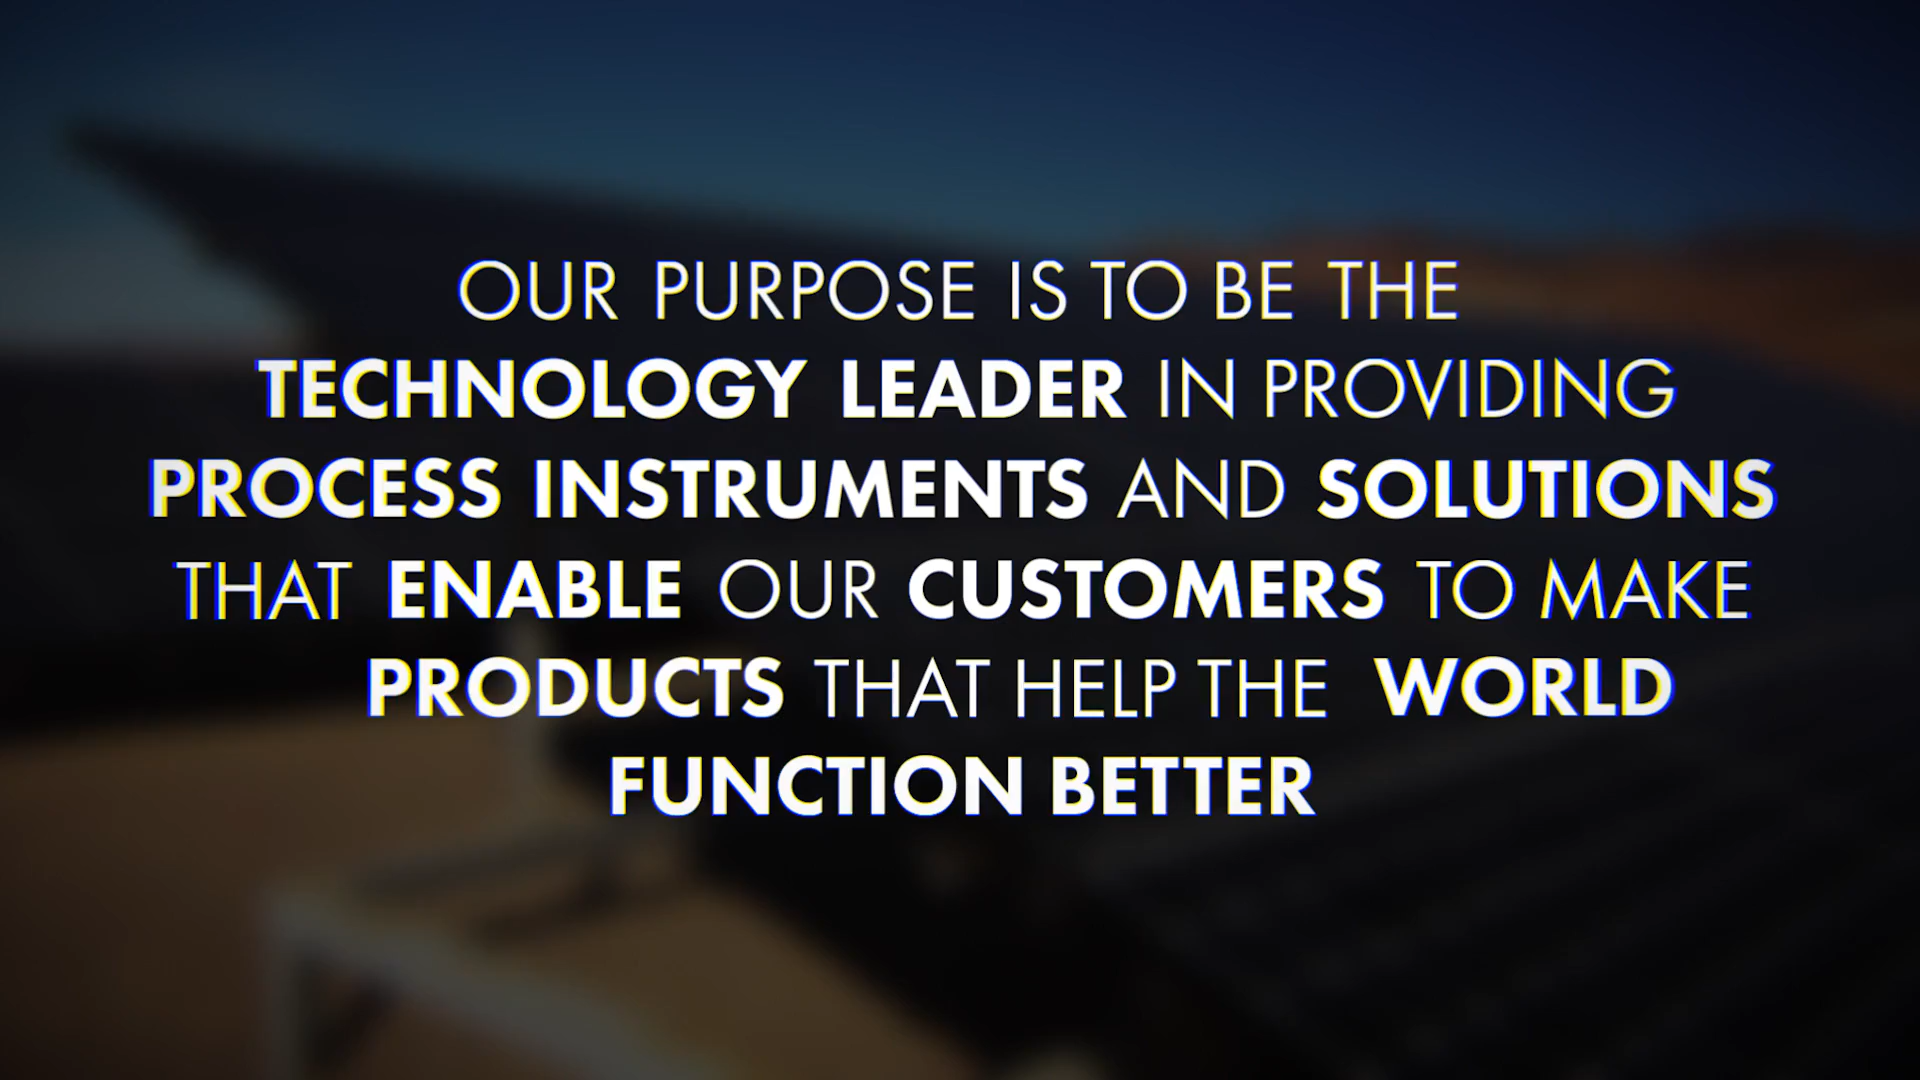 OUR PURPOSE IS TO BE THE
TECHNOLOGY LEADER IN PROVIDING
PROCESS INSTRUMENTS AND SOLUTIONS
THAT ENABLE OUR CUSTOMERS TO MAKE
PRODUCTS THAT HELP THE WORLD
FUNCTION BETTER